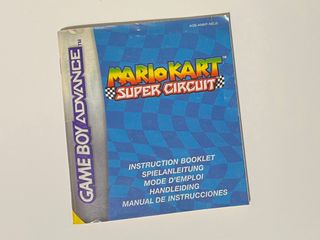 GAME BOY ADVANCE
MARIO KART
SUPER CIRCUIT
INSTRUCTION BOOKLET
SPIELANLEITUNG
MODE D'EMPLOI
HANDLEIDING
MANUAL DE INSTRUCCIONES